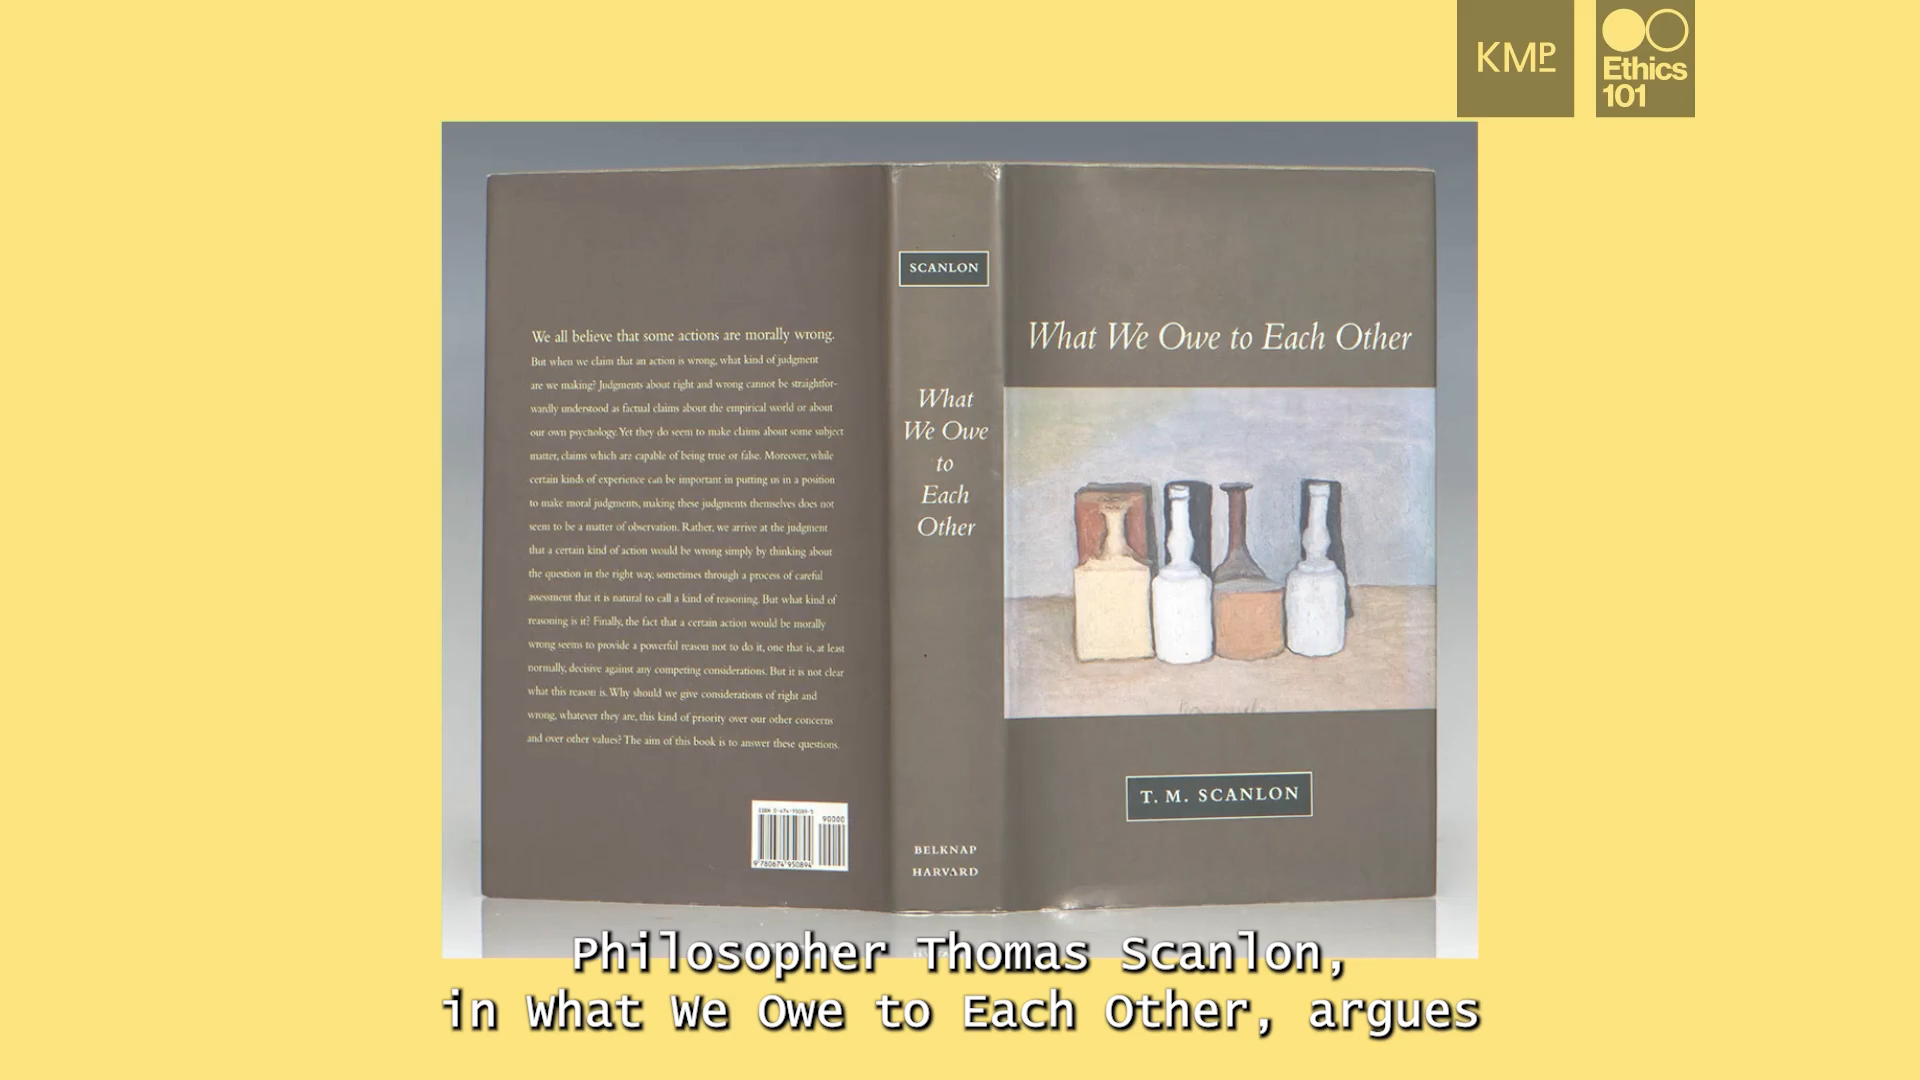 KMP
Ethics
101
SCANLON
What
We Owe
to
Each
Other
BELKNAP
HARVARD
We all believe that some actions are morally wrong.
But when we claim that an action is wrong, what kind of judgment
are we making? Judgments about right and wrong cannot be straightfor-
wardly understood as factual claims about the empirical world or about
our own psychology. Yet they do seem to make claims about some subject
matter, claims which are capable of being true or false. Moreover, while
certain kinds of experience can be important in putting us in a position
to make moral judgments, making these judgments themselves does not
seem to be a matter of observation. Rather, we arrive at the judgment
that a certain kind of action would be wrong simply by thinking about
the question in the right way, sometimes through a process of careful
assessment that it is natural to call a kind of reasoning. But what kind of
reasoning is it? Finally, the fact that a certain action would be morally
wrong seems to provide a powerful reason not to do it, one that is, at least
normally, decisive against any competing considerations. But it is not clear
what this reason is. Why should we give considerations of right and
wrong, whatever they are, this kind of priority over our other concerns
and over other values? The aim of this book is to answer these questions.
ISBN 0-674-95089-5
90000
9 780674 950894
What We Owe to Each Other
T. M. SCANLON
Philosopher Thomas Scanlon,
in What We Owe to Each Other, argues